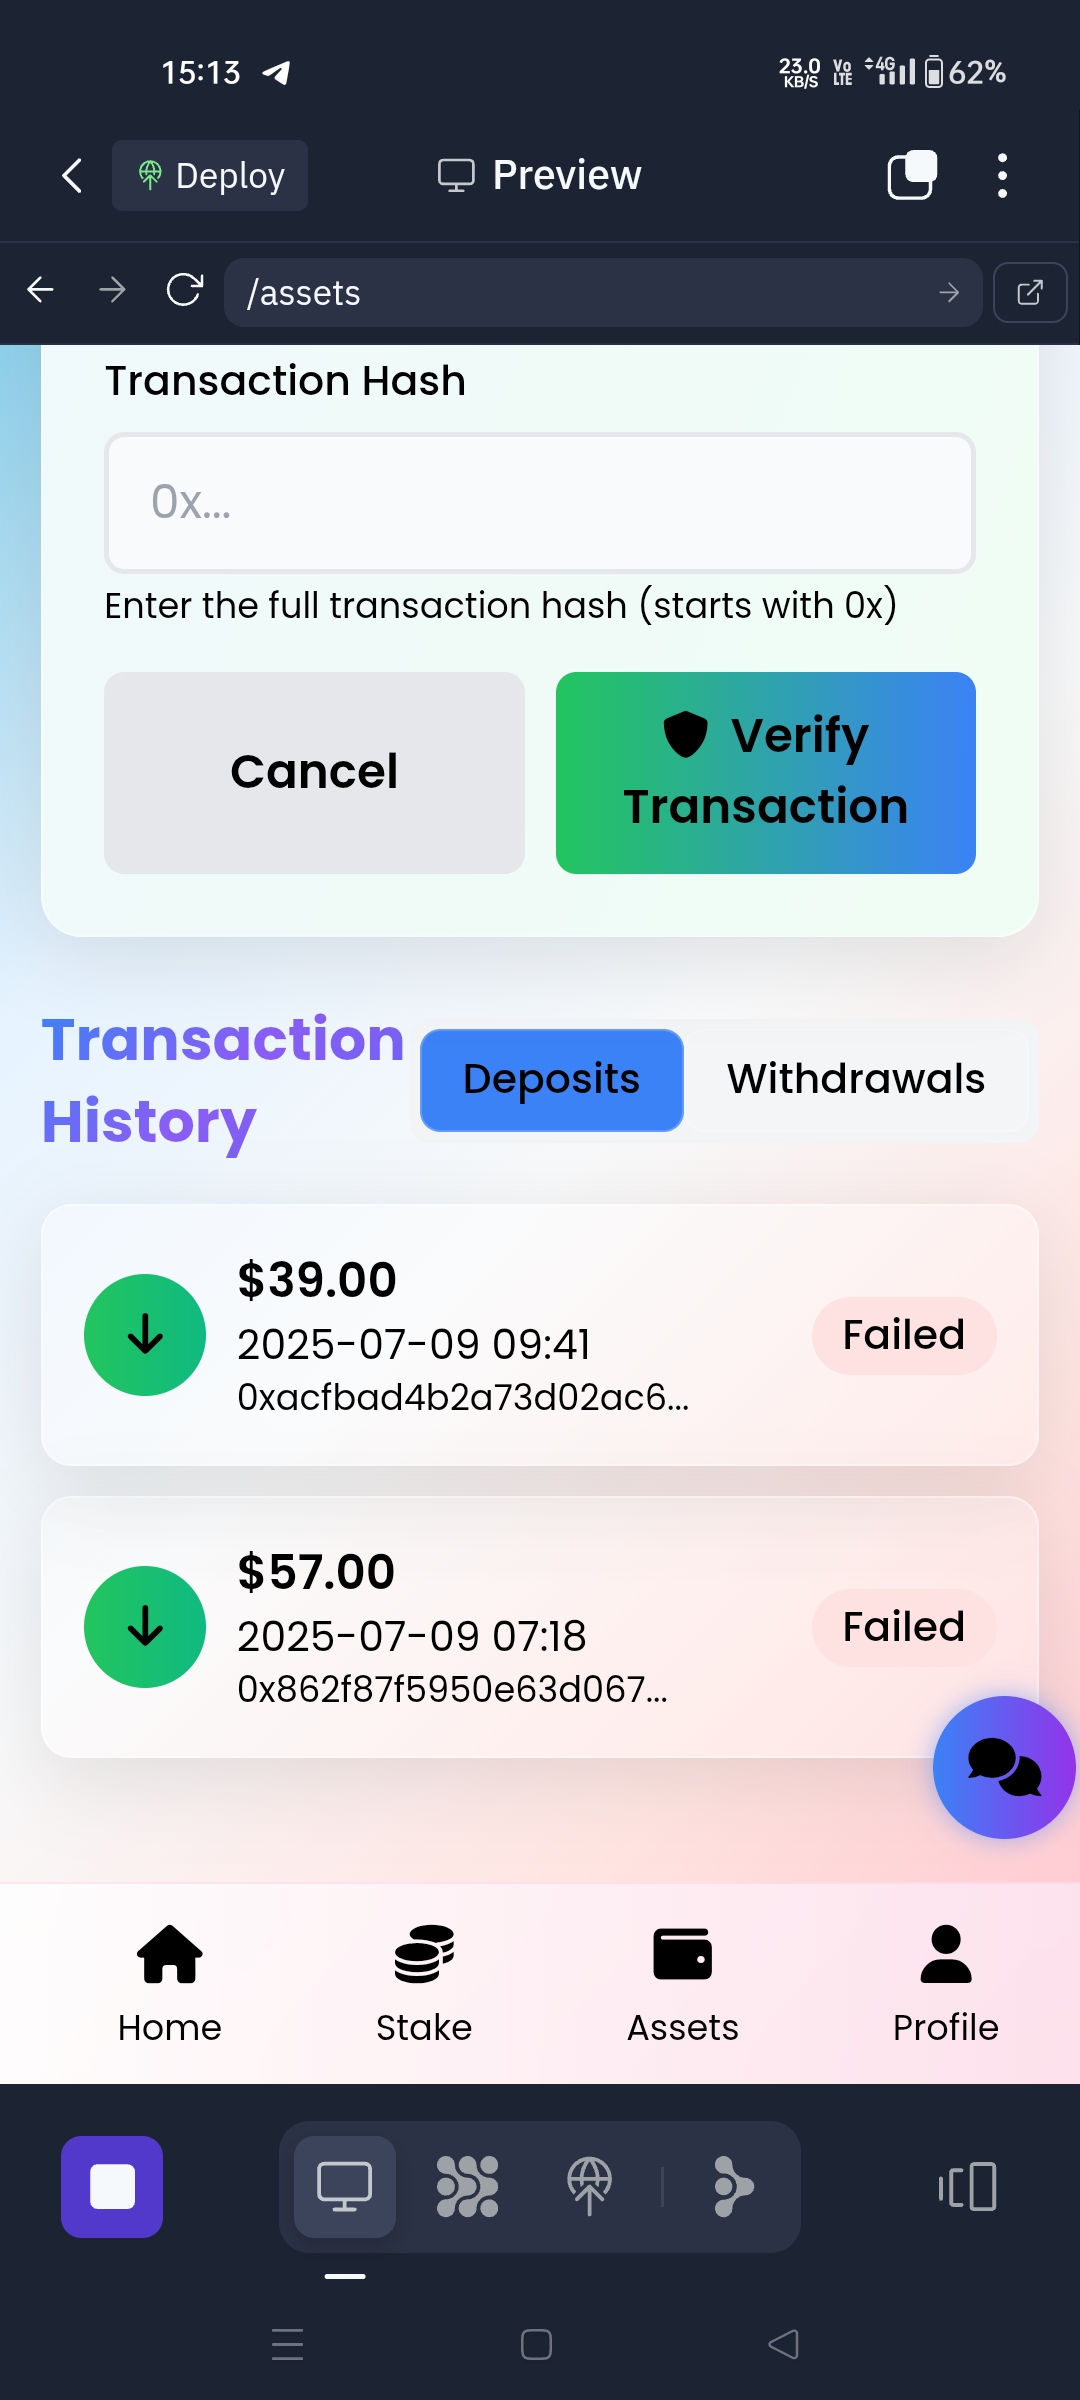 15:13
23.0 KB/S
Vo LTE
4G
62%
Deploy
Preview
/assets
Transaction Hash
0x...
Enter the full transaction hash (starts with 0x)
Cancel
Verify
Transaction
Transaction
History
Deposits
Withdrawals
$39.00
2025-07-09 09:41
0xacfbad4b2a73d02ac6...
Failed
$57.00
2025-07-09 07:18
0x862f87f5950e63d067...
Failed
Home
Stake
Assets
Profile